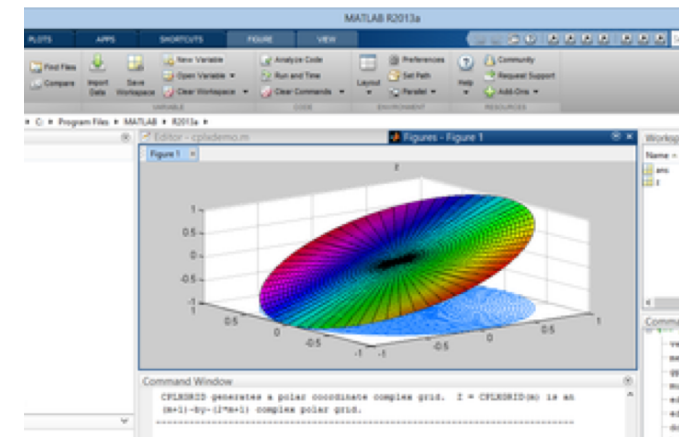 MATLAB R2013a
PLOTS APPS SHORTCUTS FIGURE VIEW
Find Files
Compare
Import Data
Save Workspace
New Variable
Open Variable
Clear Workspace
Analyze Code
Run and Time
Clear Commands
Layout
Preferences
Set Path
Parallel
Help
Community
Request Support
Add-Ons
VARIABLE CODE ENVIRONMENT RESOURCES
C: Program Files MATLAB R2013a
Editor - cplxdemo.m
Figures - Figure 1
Figure 1
Name
ans
z
z
1
0.5
0
-0.5
-1
1 0.5 0 -0.5 -1
-1 -0.5 0 0.5 1
Command Window
CPLXGRID generates a polar coordinate complex grid. Z = CPLXGRID(m) is an
(m+1)-by-(2*m+1) complex polar grid.